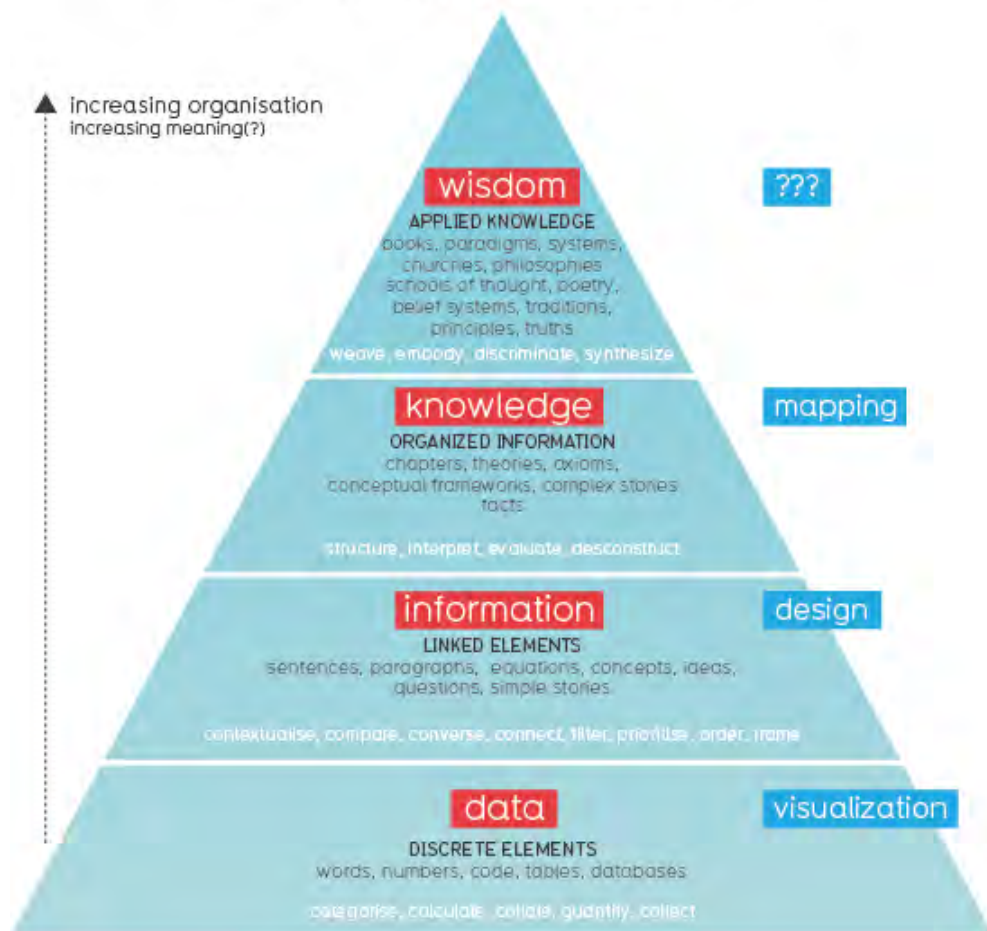 increasing organisation
increasing meaning(?)
wisdom
???
APPLIED KNOWLEDGE
books, paradigms, systems,
churches, philosophies
schools of thought, poetry,
belief systems, traditions,
principles, truths
weave, embody, discriminate, synthesize
knowledge
mapping
ORGANIZED INFORMATION
chapters, theories, axioms,
conceptual frameworks, complex stories
facts
structure, interpret, evaluate, desconstruct
information
design
LINKED ELEMENTS
sentences, paragraphs, equations, concepts, ideas,
questions, simple stories
contextualise, compare, converse, connect, filter, prioritise, order, frame
data
visualization
DISCRETE ELEMENTS
words, numbers, code, tables, databases
categorise, calculate, collate, quantify, collect